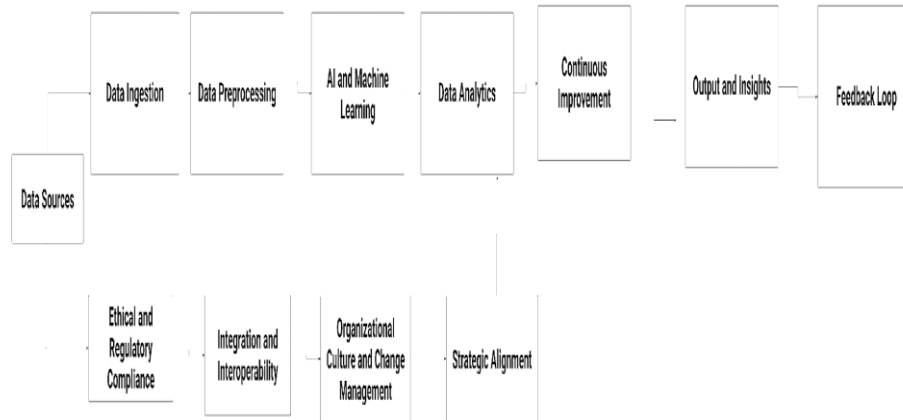 Data Ingestion
Data Preprocessing
AI and Machine
Learning
Data Analytics
Continuous
Improvement
Output and Insights
Feedback Loop
Data Sources
Ethical and
Regulatory
Compliance
Integration and
Interoperability
Organizational
Culture and Change
Management
Strategic Alignment